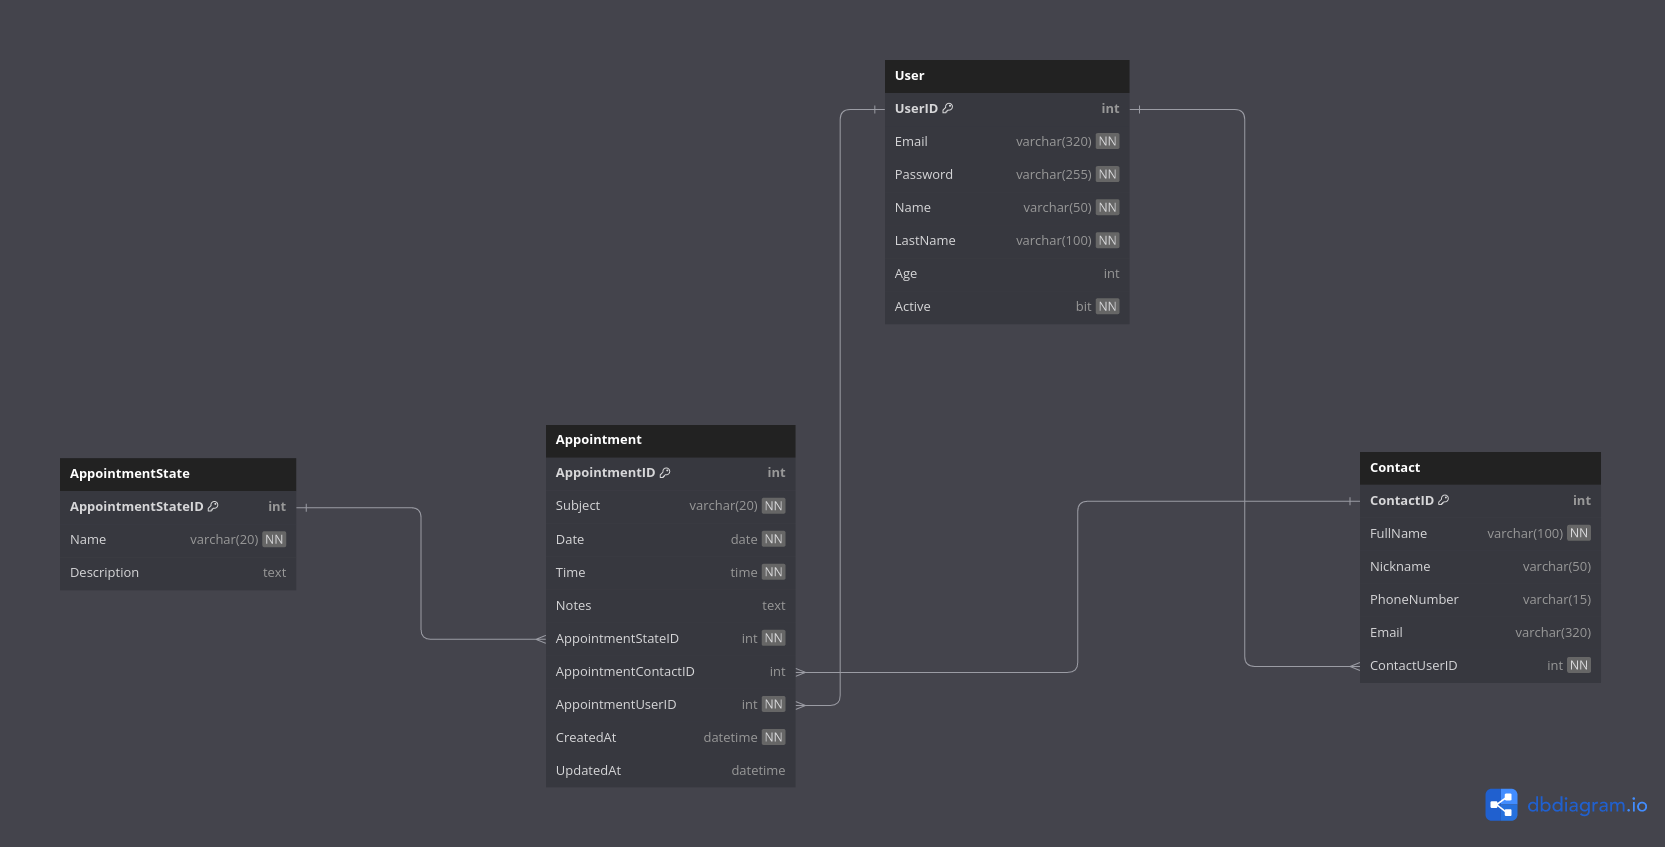 User
UserID int
Email varchar(320) NN
Password varchar(255) NN
Name varchar(50) NN
LastName varchar(100) NN
Age int
Active bit NN
Appointment
AppointmentID int
Subject varchar(20) NN
Date date NN
Time time NN
Notes text
AppointmentStateID int NN
AppointmentContactID int
AppointmentUserID int NN
CreatedAt datetime NN
UpdatedAt datetime
AppointmentState
AppointmentStateID int
Name varchar(20) NN
Description text
Contact
ContactID int
FullName varchar(100) NN
Nickname varchar(50)
PhoneNumber varchar(15)
Email varchar(320)
ContactUserID int NN
dbdiagram.io